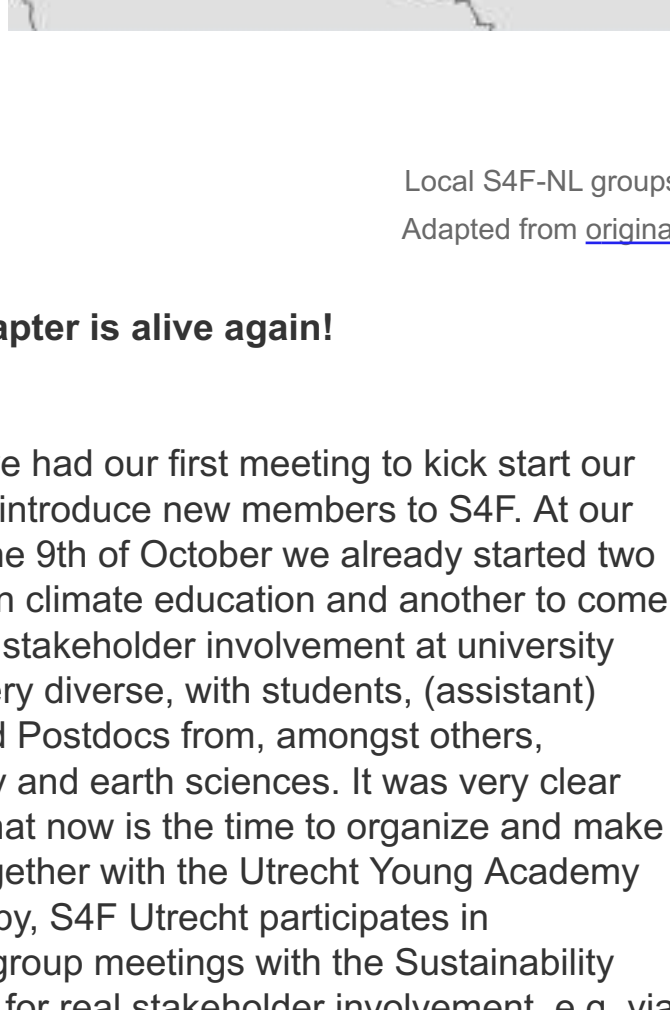 Local S4F-NL groups
Adapted from origina
apter is alive again!
e had our first meeting to kick start our
introduce new members to S4F. At our
ne 9th of October we already started two
n climate education and another to come
stakeholder involvement at university
ery diverse, with students, (assistant)
d Postdocs from, amongst others,
y and earth sciences. It was very clear
hat now is the time to organize and make
gether with the Utrecht Young Academy
by, S4F Utrecht participates in
group meetings with the Sustainability
for real stakeholder involvement, e.g. via